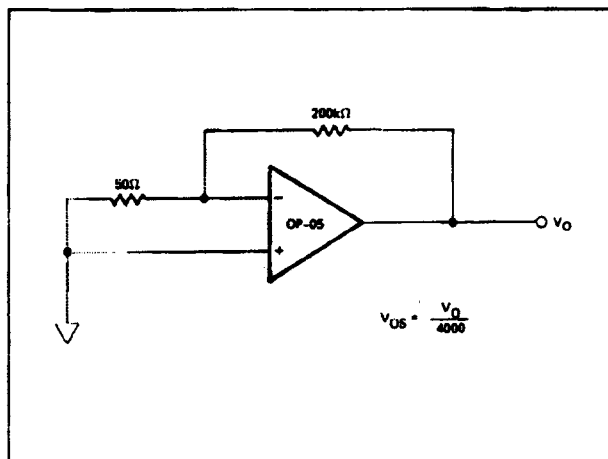 200kΩ
50Ω
−
OP-05
+
VO
VOS = VO
4000